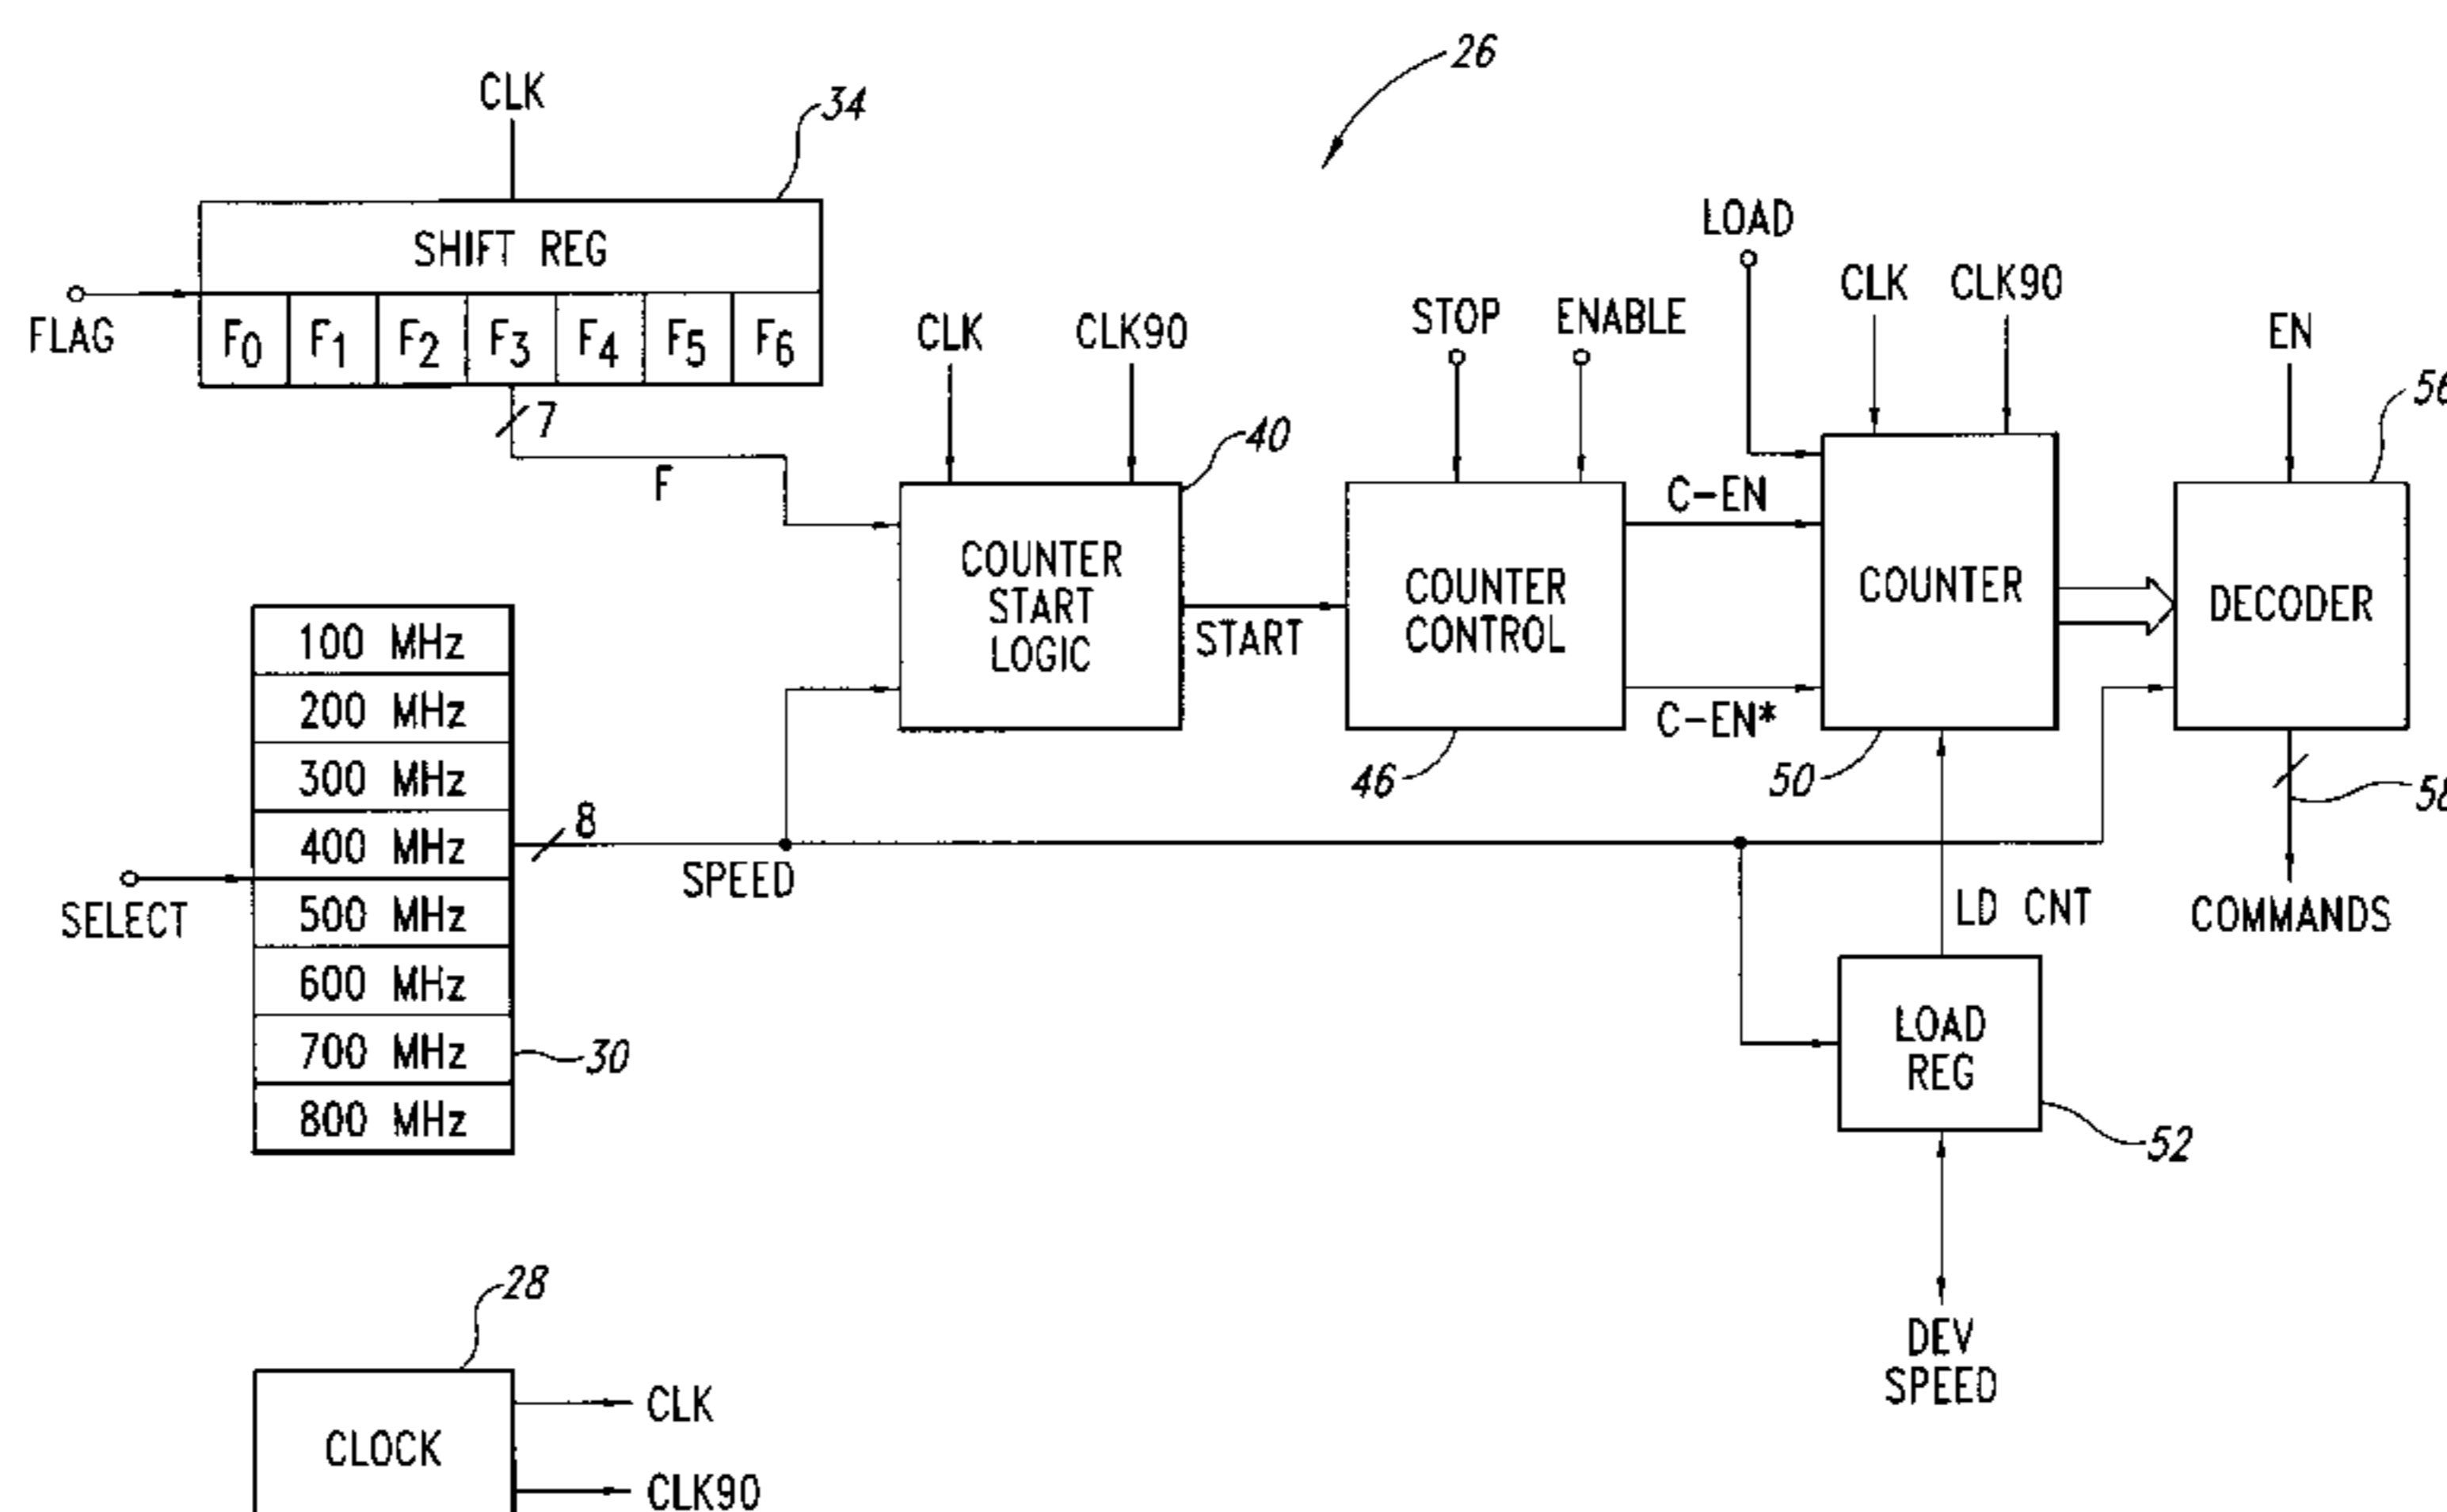 26
CLK
34
SHIFT REG
FLAG
F0 F1 F2 F3 F4 F5 F6
7
F
CLK
CLK90
40
COUNTER
START
LOGIC
START
STOP
ENABLE
COUNTER
CONTROL
46
C-EN
C-EN*
LOAD
CLK
CLK90
COUNTER
50
EN
56
DECODER
58
COMMANDS
100 MHz
200 MHz
300 MHz
400 MHz
500 MHz
600 MHz
700 MHz
800 MHz
SELECT
30
8
SPEED
LD CNT
LOAD
REG
52
DEV
SPEED
28
CLOCK
CLK
CLK90